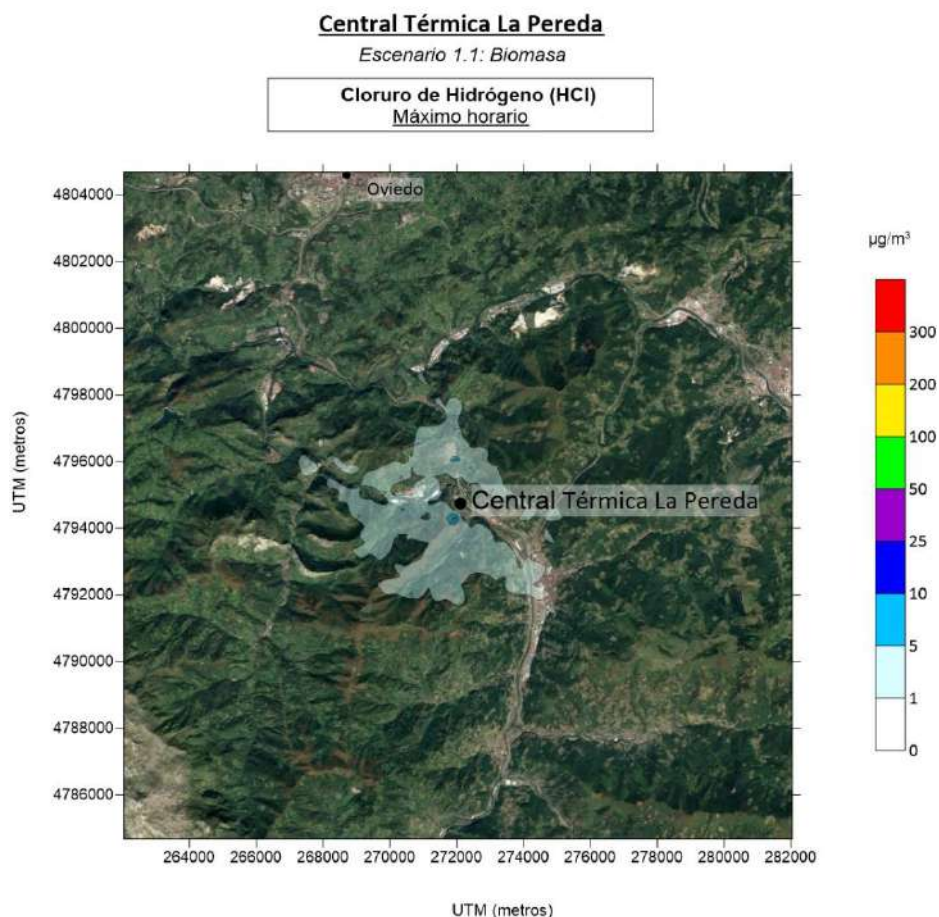 Central Térmica La Pereda
Escenario 1.1: Biomasa
Cloruro de Hidrógeno (HCl)
Máximo horario
4804000
4802000
4800000
4798000
4796000
4794000
4792000
4790000
4788000
4786000
UTM (metros)
Oviedo
Central Térmica La Pereda
µg/m³
300
200
100
50
25
10
5
1
0
264000 266000 268000 270000 272000 274000 276000 278000 280000 282000
UTM (metros)